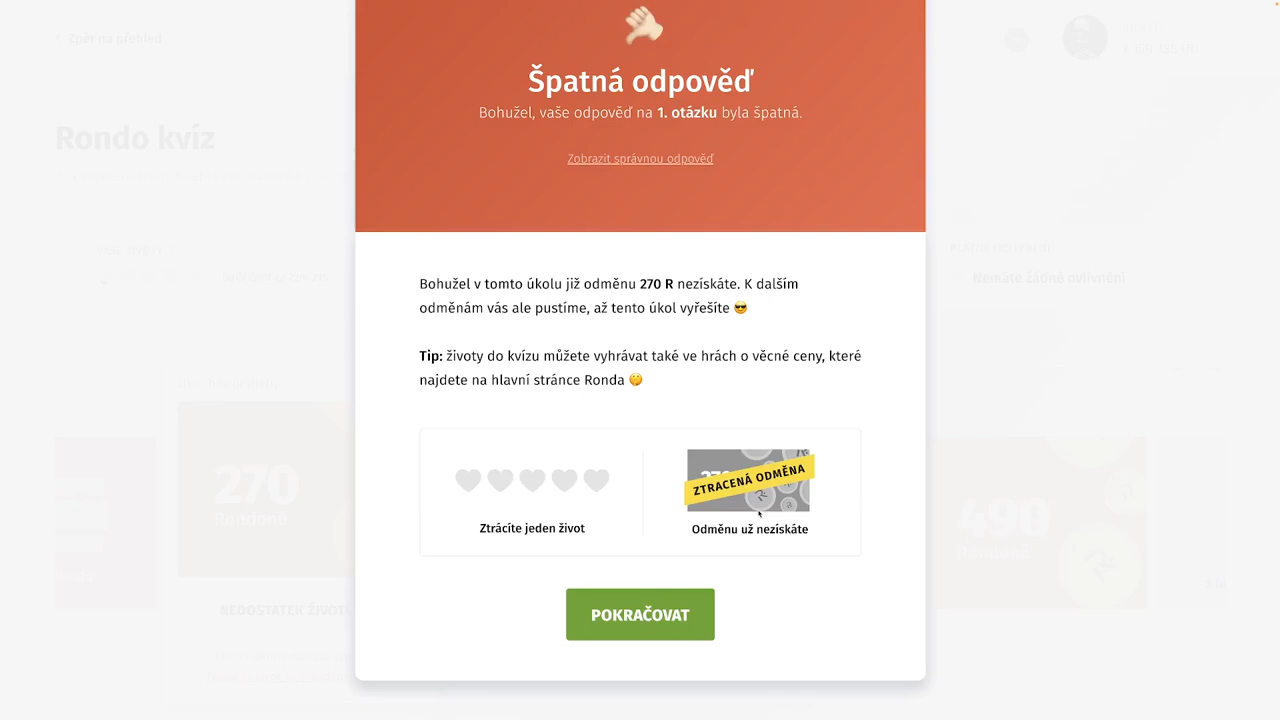 Zpět na přehled
Rondo kvíz
Špatná odpověď
Bohužel, vaše odpověď na 1. otázku byla špatná.
Zobrazit správnou odpověď
Bohužel v tomto úkolu již odměnu 270 R nezískáte. K dalším
odměnám vás ale pustíme, až tento úkol vyřešíte 😎
Tip: životy do kvízu můžete vyhrávat také ve hrách o věcné ceny, které
najdete na hlavní stránce Ronda 🤭
Ztrácíte jeden život
ZTRACENÁ ODMĚNA
Odměnu už nezískáte
POKRAČOVAT
Nemáte žádné ovlivnění
270
Rondonů
NEDOSTATEK ŽIVOTŮ
490